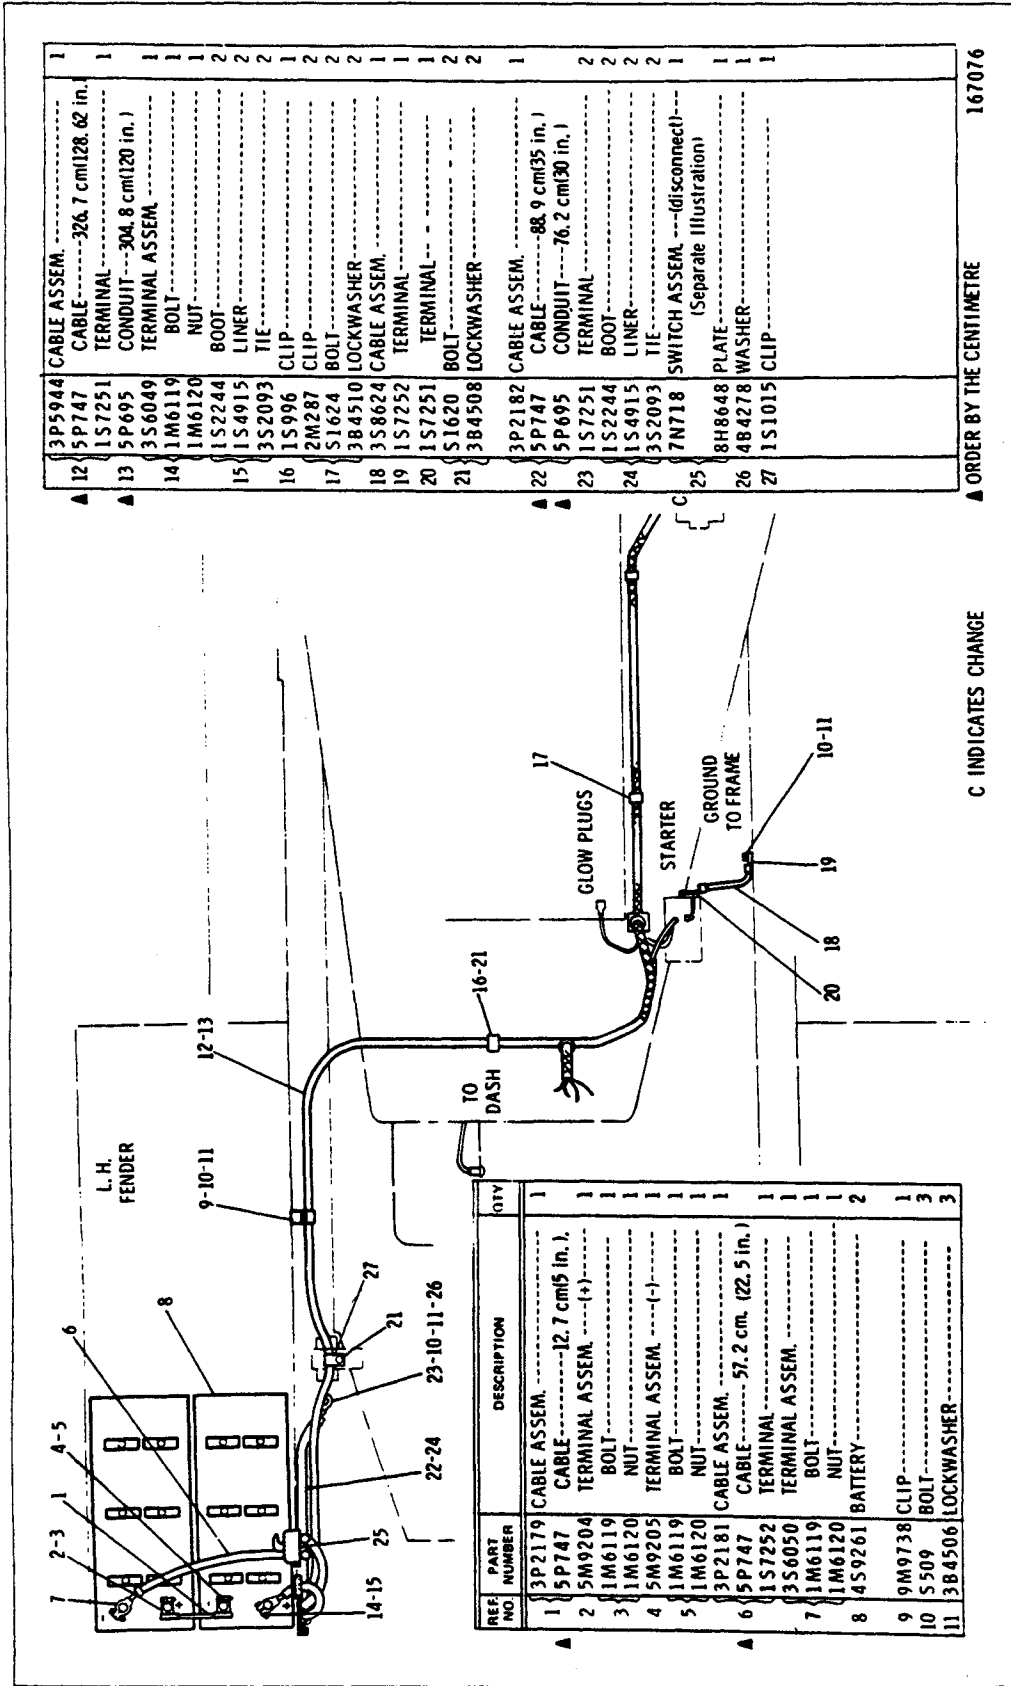 L.H.
FENDER
12-13
9-10-11
6
8
4-5
1
2-3
7
14-15
25
22-24
23-10-11-26
21
27
TO
DASH
16-21
GLOW PLUGS
17
STARTER
GROUND
TO FRAME
10-11
19
18
20
C
REF. NO. PART NUMBER DESCRIPTION QTY
3P2179 CABLE ASSEM. 1
▲ 1 5P747 CABLE 12.7 cm(5 in.)
2 5M9204 TERMINAL ASSEM. (+) 1
3 1M6119 BOLT 1
1M6120 NUT 1
4 5M9205 TERMINAL ASSEM. (-) 1
5 1M6119 BOLT 1
1M6120 NUT 1
3P2181 CABLE ASSEM. 1
▲ 6 5P747 CABLE 57.2 cm. (22.5 in.)
1S7252 TERMINAL 1
3S6050 TERMINAL ASSEM. 1
7 1M6119 BOLT 1
1M6120 NUT 1
8 4S9261 BATTERY 2
9 9M9738 CLIP 1
10 S509 BOLT 3
11 3B4506 LOCKWASHER 3
3P5944 CABLE ASSEM. 1
▲ 12 5P747 CABLE 326.7 cm(128.62 in.)
1S7251 TERMINAL 1
▲ 13 5P695 CONDUIT 304.8 cm(120 in.)
3S6049 TERMINAL ASSEM. 1
14 1M6119 BOLT 1
1M6120 NUT 1
1S2244 BOOT 2
15 1S4915 LINER 2
3S2093 TIE 2
16 1S996 CLIP 1
2M287 CLIP 2
17 S1624 BOLT 2
3B4510 LOCKWASHER 2
18 3S8624 CABLE ASSEM. 1
19 1S7252 TERMINAL 1
20 1S7251 TERMINAL 1
S1620 BOLT 2
21 3B4508 LOCKWASHER 2
3P2182 CABLE ASSEM. 1
▲ 22 5P747 CABLE 88.9 cm(35 in.)
▲ 5P695 CONDUIT 76.2 cm(30 in.)
23 1S7251 TERMINAL 2
1S2244 BOOT 2
24 1S4915 LINER 2
3S2093 TIE 2
7N718 SWITCH ASSEM. (disconnect) 1
25 (Separate Illustration)
8H8648 PLATE 1
26 4B4278 WASHER 1
27 1S1015 CLIP 1
C INDICATES CHANGE
▲ ORDER BY THE CENTIMETRE
167076